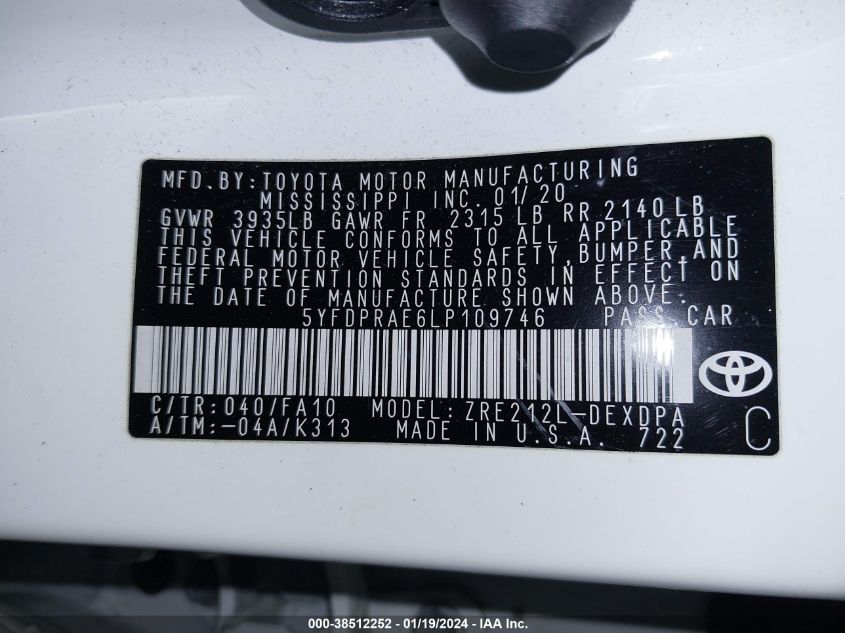 MFD.BY:TOYOTA MOTOR MANUFACTURING
MISSISSIPPI INC. 01/20
GVWR 3935LB GAWR FR 2315 LB RR 2140LB
THIS VEHICLE CONFORMS TO ALL APPLICABLE
FEDERAL MOTOR VEHICLE SAFETY,BUMPER,AND
THEFT PREVENTION STANDARDS IN EFFECT ON
THE DATE OF MANUFACTURE SHOWN ABOVE.
5YFDPRAE6LP109746 PASS CAR
C/TR:040/FA10 MODEL:ZRE212L-DEXDPA
A/TM:-04A/K313 MADE IN U.S.A. 722 C
000-38512252 - 01/19/2024 - IAA Inc.